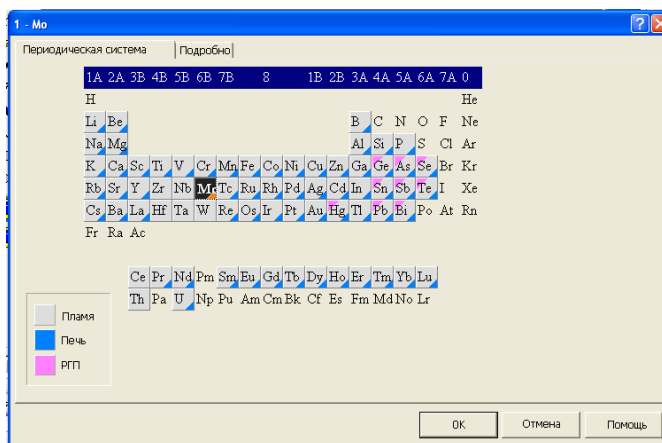 1 - Mo
Периодическая система Подробно
1A 2A 3B 4B 5B 6B 7B 8 1B 2B 3A 4A 5A 6A 7A 0
H He
Li Be B C N O F Ne
Na Mg Al Si P S Cl Ar
K Ca Sc Ti V Cr Mn Fe Co Ni Cu Zn Ga Ge As Se Br Kr
Rb Sr Y Zr Nb Mo Tc Ru Rh Pd Ag Cd In Sn Sb Te I Xe
Cs Ba La Hf Ta W Re Os Ir Pt Au Hg Tl Pb Bi Po At Rn
Fr Ra Ac
Ce Pr Nd Pm Sm Eu Gd Tb Dy Ho Er Tm Yb Lu
Th Pa U Np Pu Am Cm Bk Cf Es Fm Md No Lr
Пламя
Печь
РГП
OK Отмена Помощь